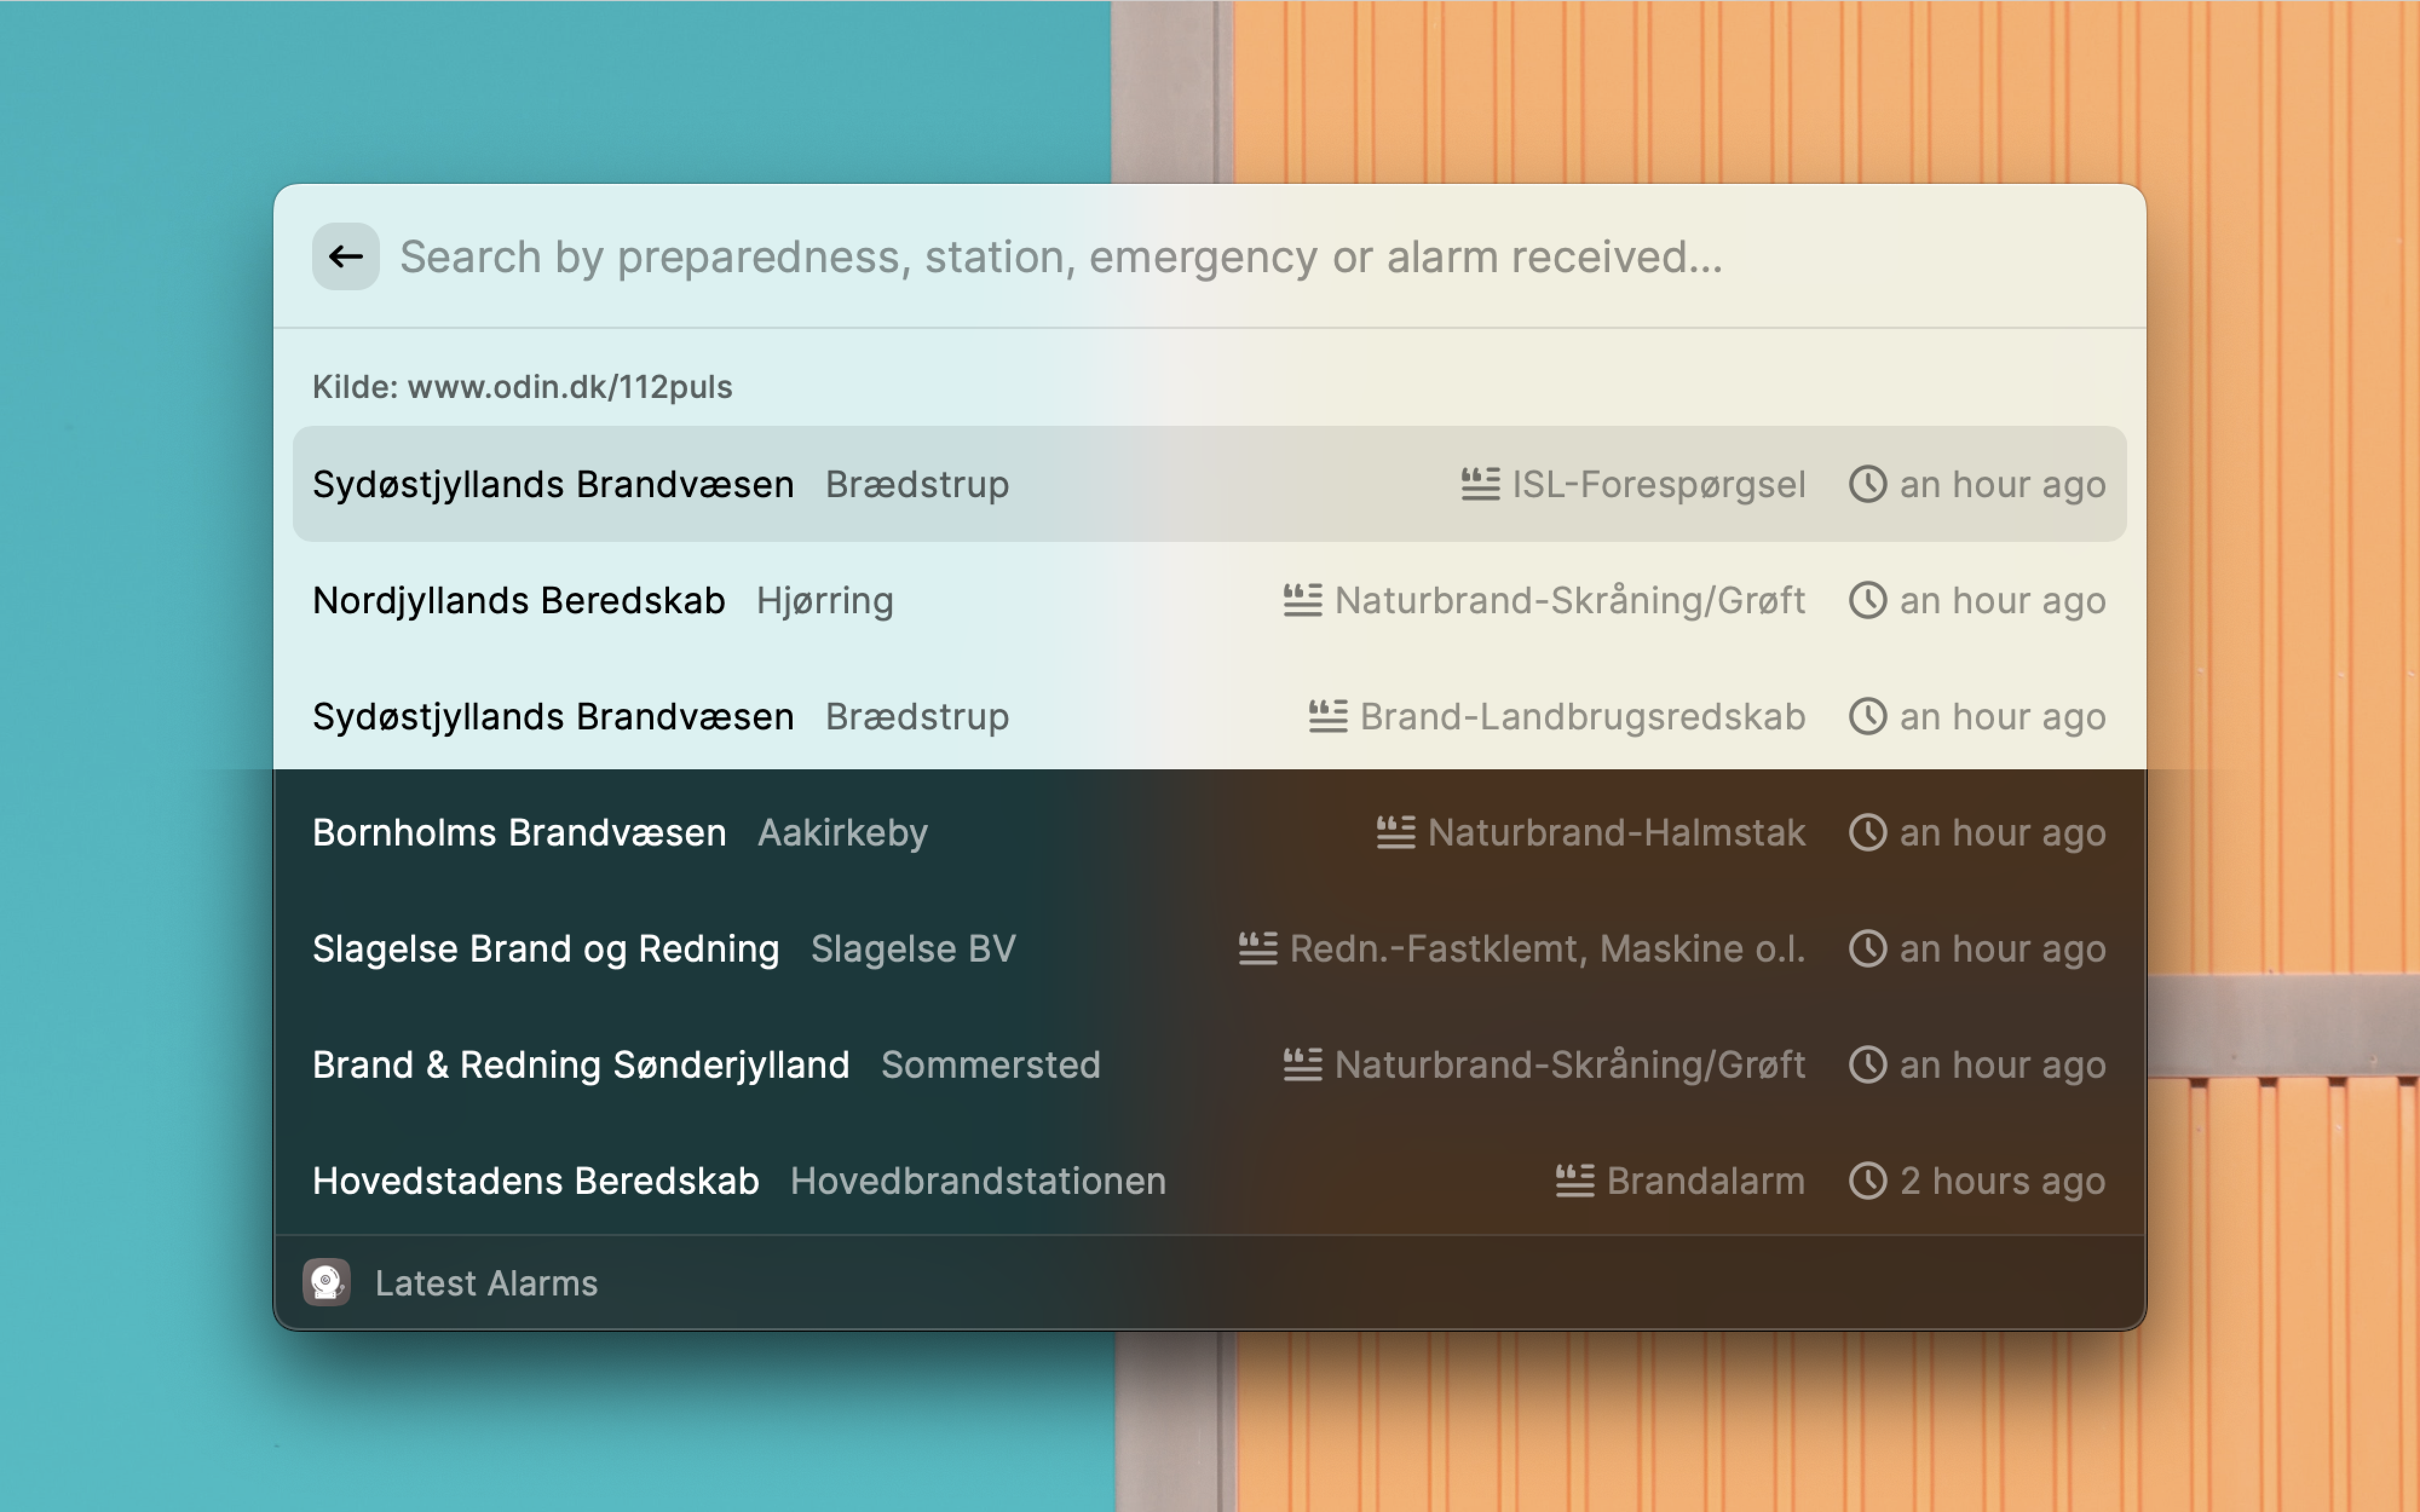 Search by preparedness, station, emergency or alarm received...
Kilde: www.odin.dk/112puls
Sydøstjyllands Brandvæsen Brædstrup ISL-Forespørgsel an hour ago
Nordjyllands Beredskab Hjørring Naturbrand-Skråning/Grøft an hour ago
Sydøstjyllands Brandvæsen Brædstrup Brand-Landbrugsredskab an hour ago
Bornholms Brandvæsen Aakirkeby Naturbrand-Halmstak an hour ago
Slagelse Brand og Redning Slagelse BV Redn.-Fastklemt, Maskine o.l. an hour ago
Brand & Redning Sønderjylland Sommersted Naturbrand-Skråning/Grøft an hour ago
Hovedstadens Beredskab Hovedbrandstationen Brandalarm 2 hours ago
Latest Alarms